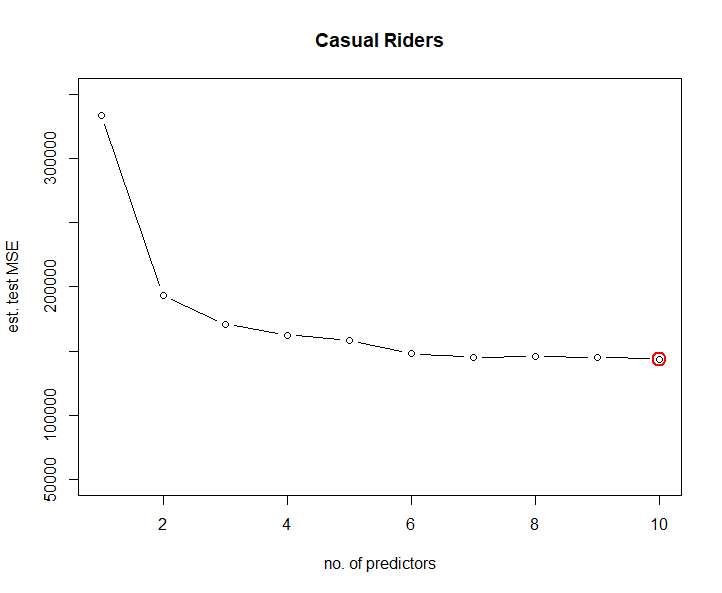 Casual Riders
est. test MSE
300000
200000
100000
50000
2 4 6 8 10
no. of predictors